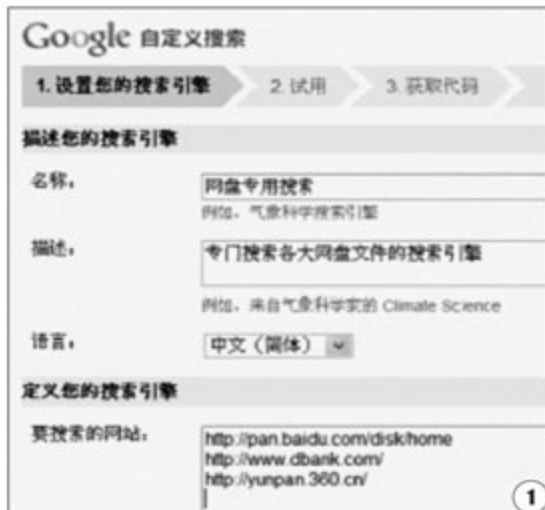 Google 自定义搜索
1. 设置您的搜索引擎 2. 试用 3. 获取代码
描述您的搜索引擎
名称：
网盘专用搜索
例如，气象科学搜索引擎
描述：
专门搜索各大网盘文件的搜索引擎
例如，来自气象科学家的 Climate Science
语言：
中文（简体）
定义您的搜索引擎
要搜索的网站：
http://pan.baidu.com/disk/home
http://www.dbank.com/
http://yunpan.360.cn/
1